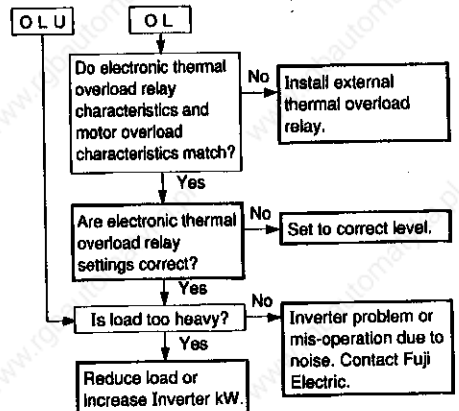 OLU
OL
Do electronic thermal
overload relay
characteristics and
motor overload
characteristics match?
No
Install external
thermal overload
relay.
Yes
Are electronic thermal
overload relay
settings correct?
No
Set to correct level.
Yes
Is load too heavy?
No
Inverter problem or
mis-operation due to
noise. Contact Fuji
Electric.
Yes
Reduce load or
increase Inverter kW.